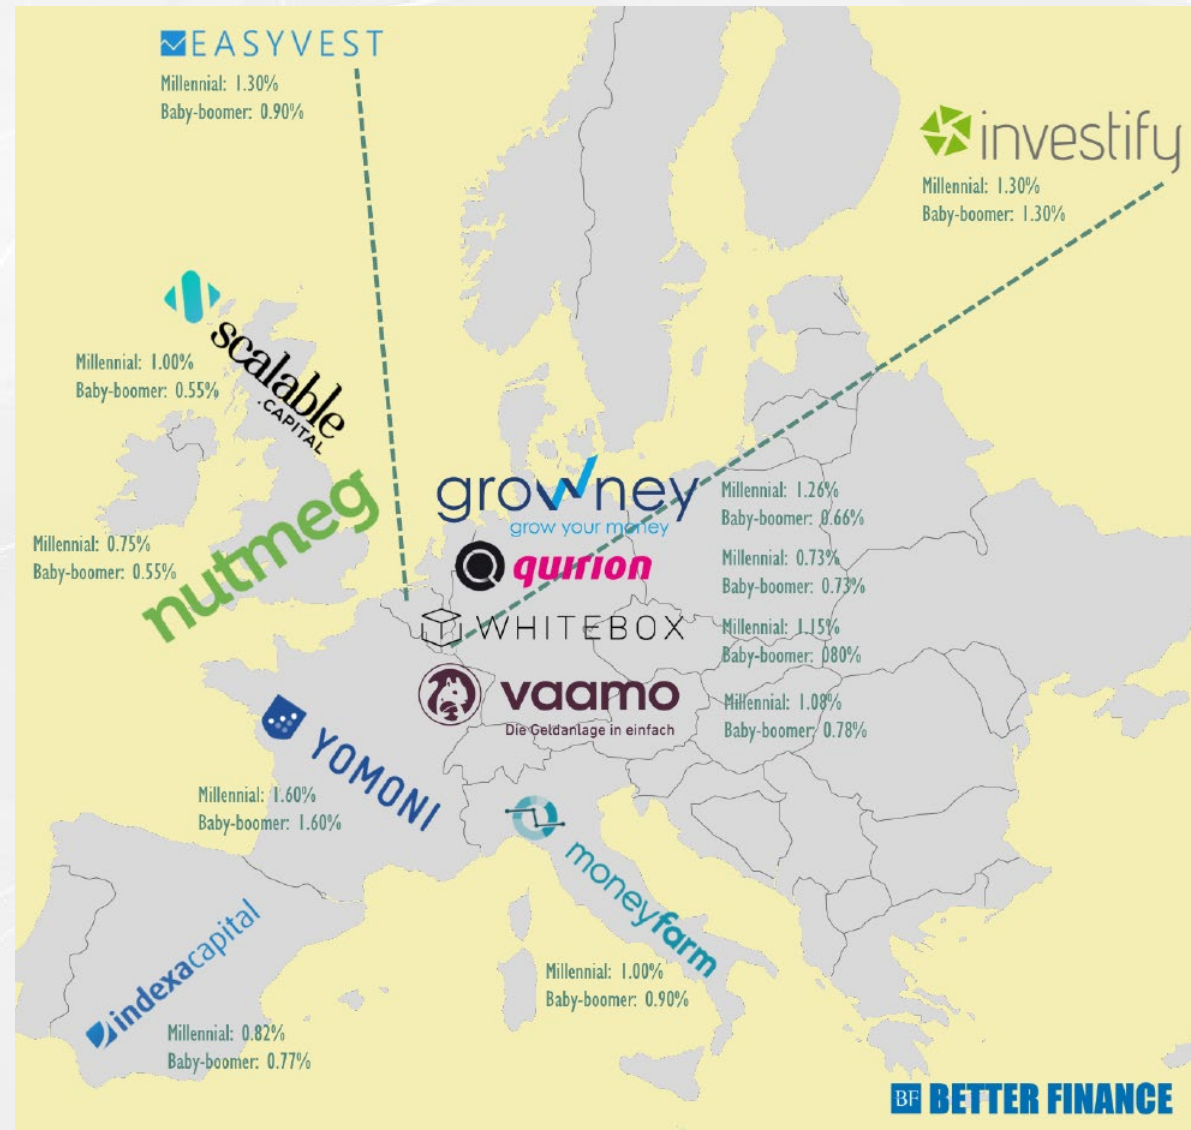 EASYVEST
Millennial: 1.30%
Baby-boomer: 0.90%
investify
Millennial: 1.30%
Baby-boomer: 1.30%
scalable
.CAPITAL
Millennial: 1.00%
Baby-boomer: 0.55%
nutmeg
Millennial: 0.75%
Baby-boomer: 0.55%
growney
grow your money
Millennial: 1.26%
Baby-boomer: 0.66%
quirion
Millennial: 0.73%
Baby-boomer: 0.73%
WHITEBOX
Millennial: 1.15%
Baby-boomer: 080%
vaamo
Die Geldanlage in einfach
Millennial: 1.08%
Baby-boomer: 0.78%
YOMONI
Millennial: 1.60%
Baby-boomer: 1.60%
moneyfarm
Millennial: 1.00%
Baby-boomer: 0.90%
indexacapital
Millennial: 0.82%
Baby-boomer: 0.77%
BF BETTER FINANCE